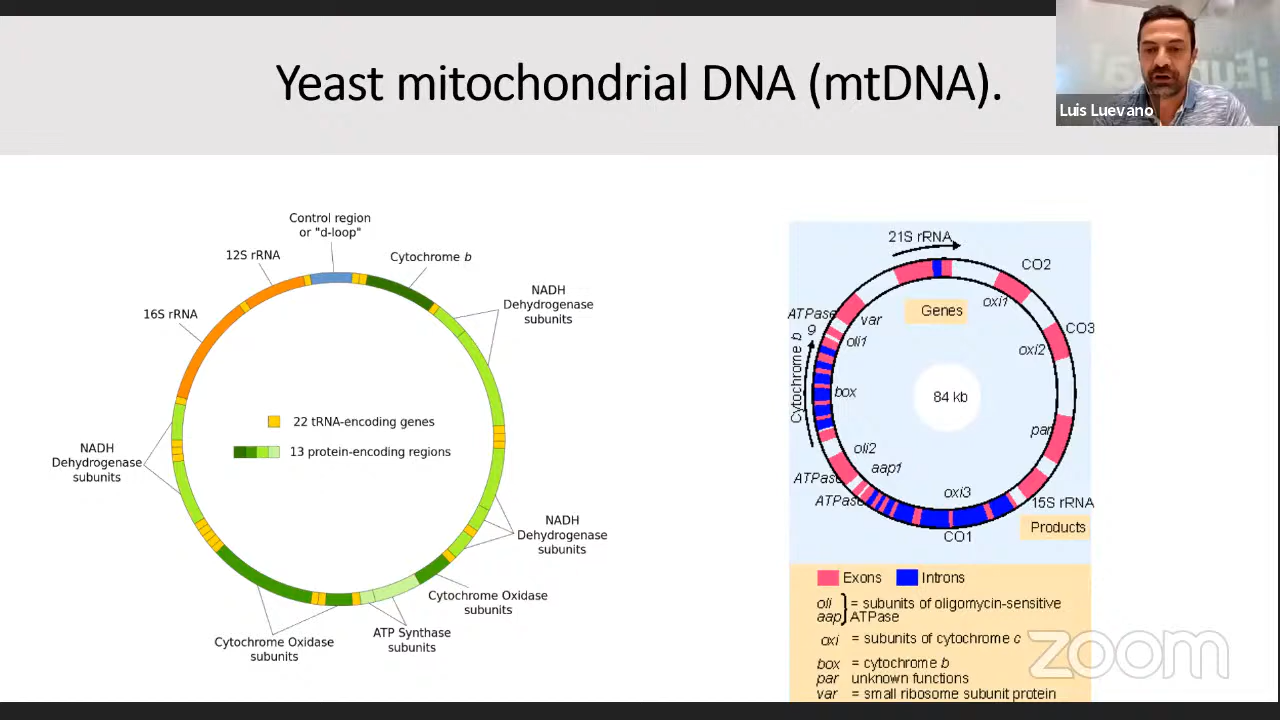 Yeast mitochondrial DNA (mtDNA).
Luis Luevano
Control region
or "d-loop"
12S rRNA
Cytochrome b
16S rRNA
NADH
Dehydrogenase
subunits
22 tRNA-encoding genes
13 protein-encoding regions
NADH
Dehydrogenase
subunits
NADH
Dehydrogenase
subunits
Cytochrome Oxidase
subunits
ATP Synthase
subunits
Cytochrome Oxidase
subunits
21S rRNA
CO2
oxi1
Genes
ATPase
9
var
oli1
CO3
oxi2
Cytochrome b
box
84 kb
par
oli2
aap1
ATPase
ATPase
oxi3
15S rRNA
CO1
Products
Exons
Introns
oli
aap
} = subunits of oligomycin-sensitive
ATPase
oxi = subunits of cytochrome c
box = cytochrome b
par unknown functions
var = small ribosome subunit protein
zoom